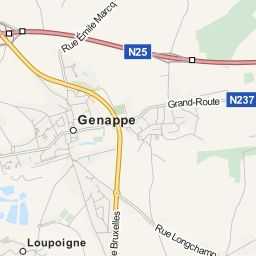 Rue Émile Marcq
N25
Grand-Route
N237
Genappe
Rue Longchamp
e Bruxelles
Loupoigne